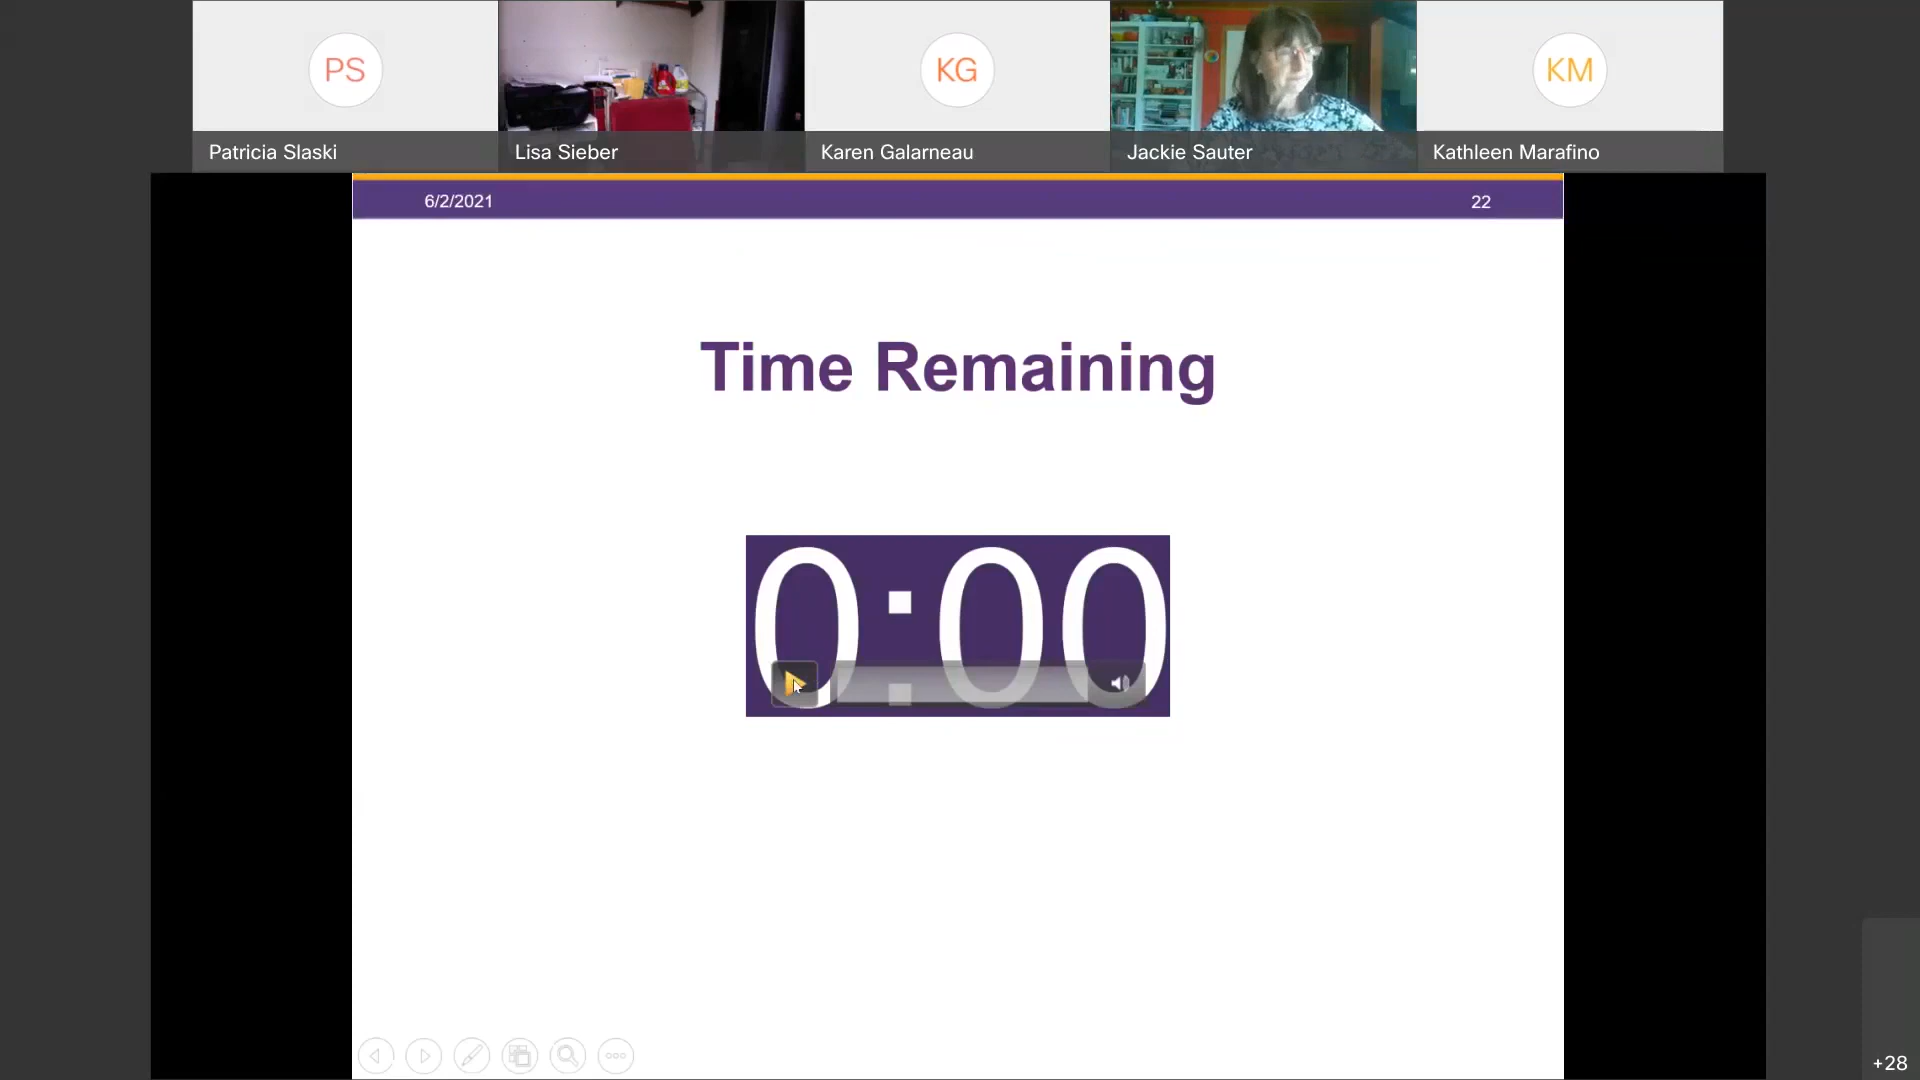 PS
KG
KM
Patricia Slaski
Lisa Sieber
Karen Galarneau
Jackie Sauter
Kathleen Marafino
6/2/2021
22
Time Remaining
0:00
+28